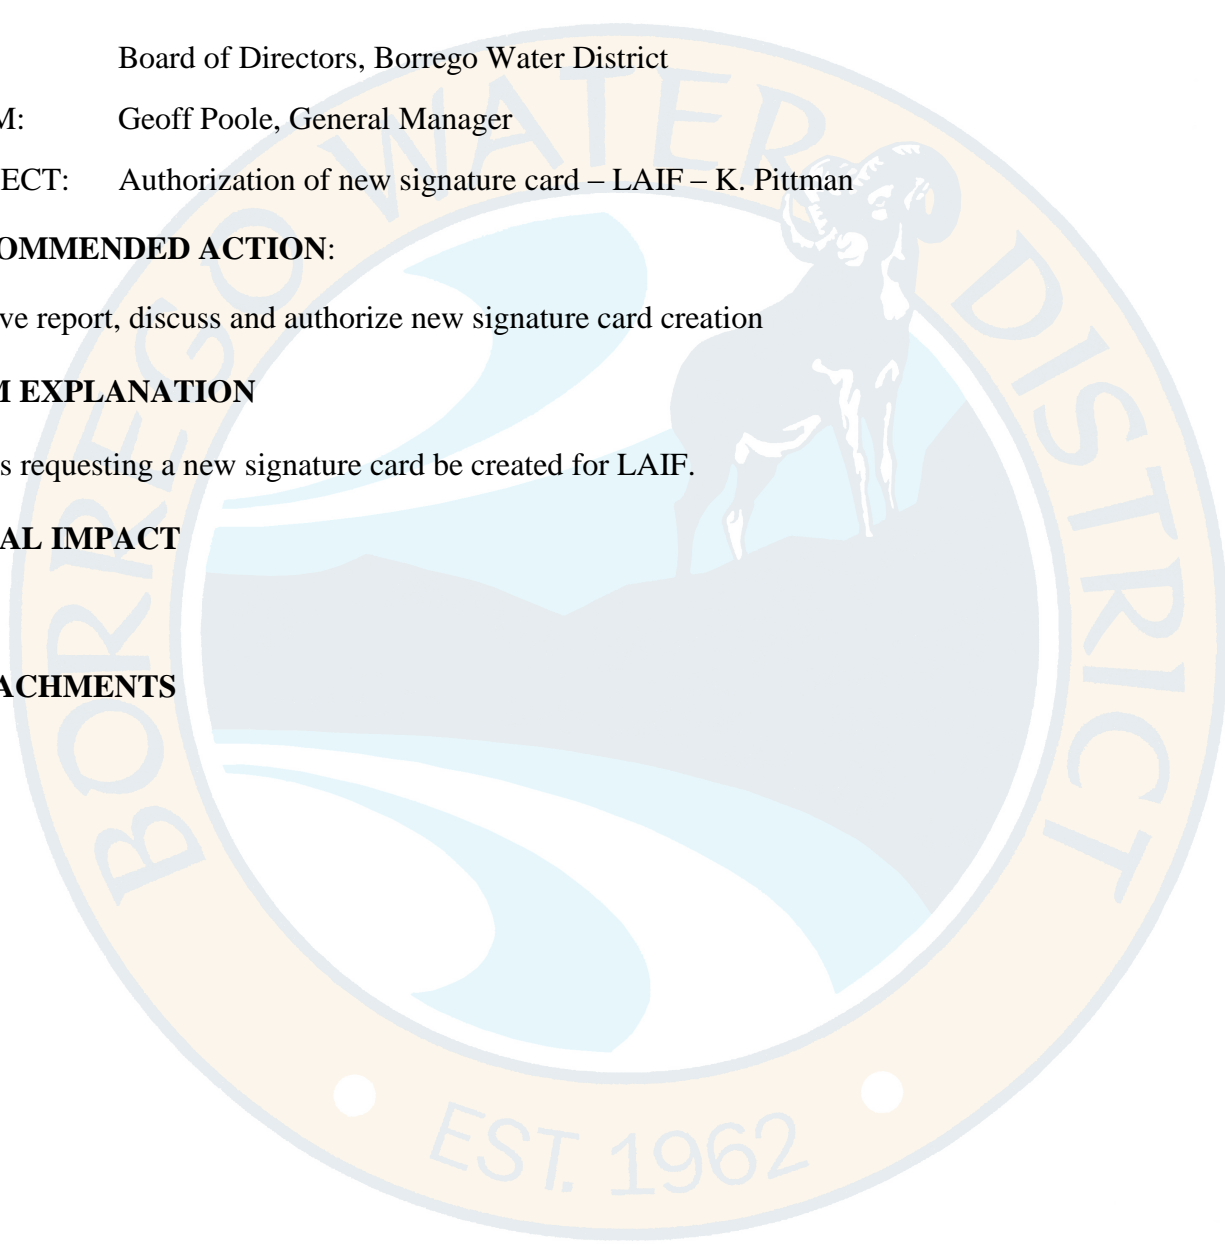 Board of Directors, Borrego Water District
M: Geoff Poole, General Manager
ECT: Authorization of new signature card – LAIF – K. Pittman
OMMENDED ACTION:
ve report, discuss and authorize new signature card creation
M EXPLANATION
s requesting a new signature card be created for LAIF.
AL IMPACT
ACHMENTS
BORREGO WATER DISTRICT
EST. 1962